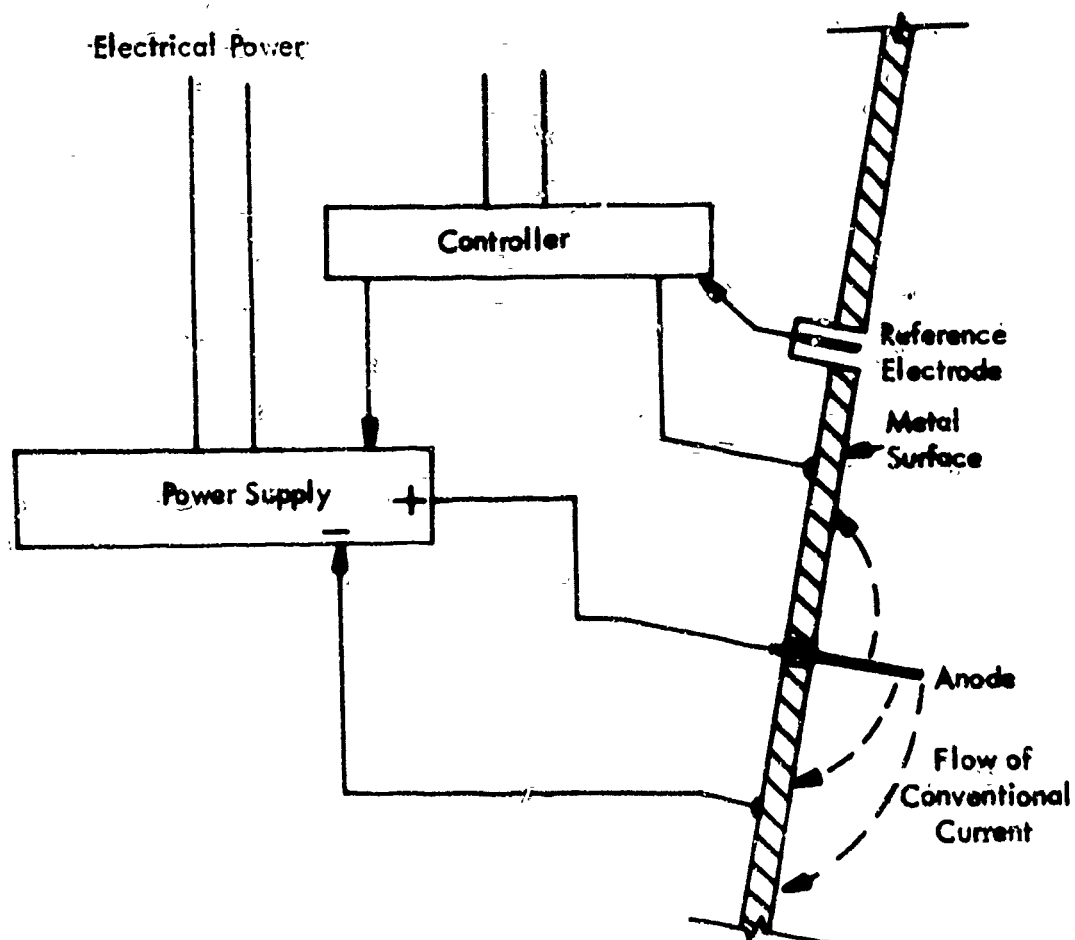 Electrical Power
Controller
Reference
Electrode
Metal
Surface
Power Supply
+
−
Anode
Flow of
Conventional
Current